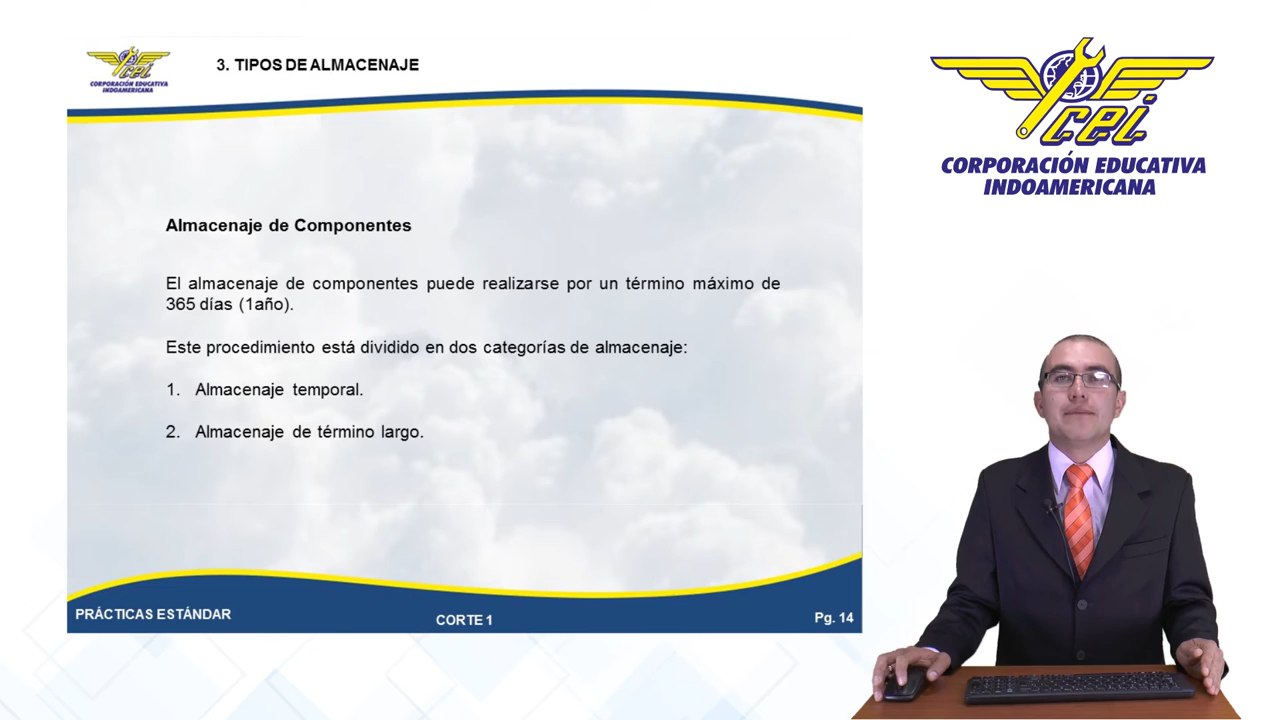 CORPORACIÓN EDUCATIVA
INDOAMERICANA
3. TIPOS DE ALMACENAJE
Almacenaje de Componentes
El almacenaje de componentes puede realizarse por un término máximo de
365 días (1año).
Este procedimiento está dividido en dos categorías de almacenaje:
1. Almacenaje temporal.
2. Almacenaje de término largo.
PRÁCTICAS ESTÁNDAR
CORTE 1
Pg. 14
cei
CORPORACIÓN EDUCATIVA
INDOAMERICANA